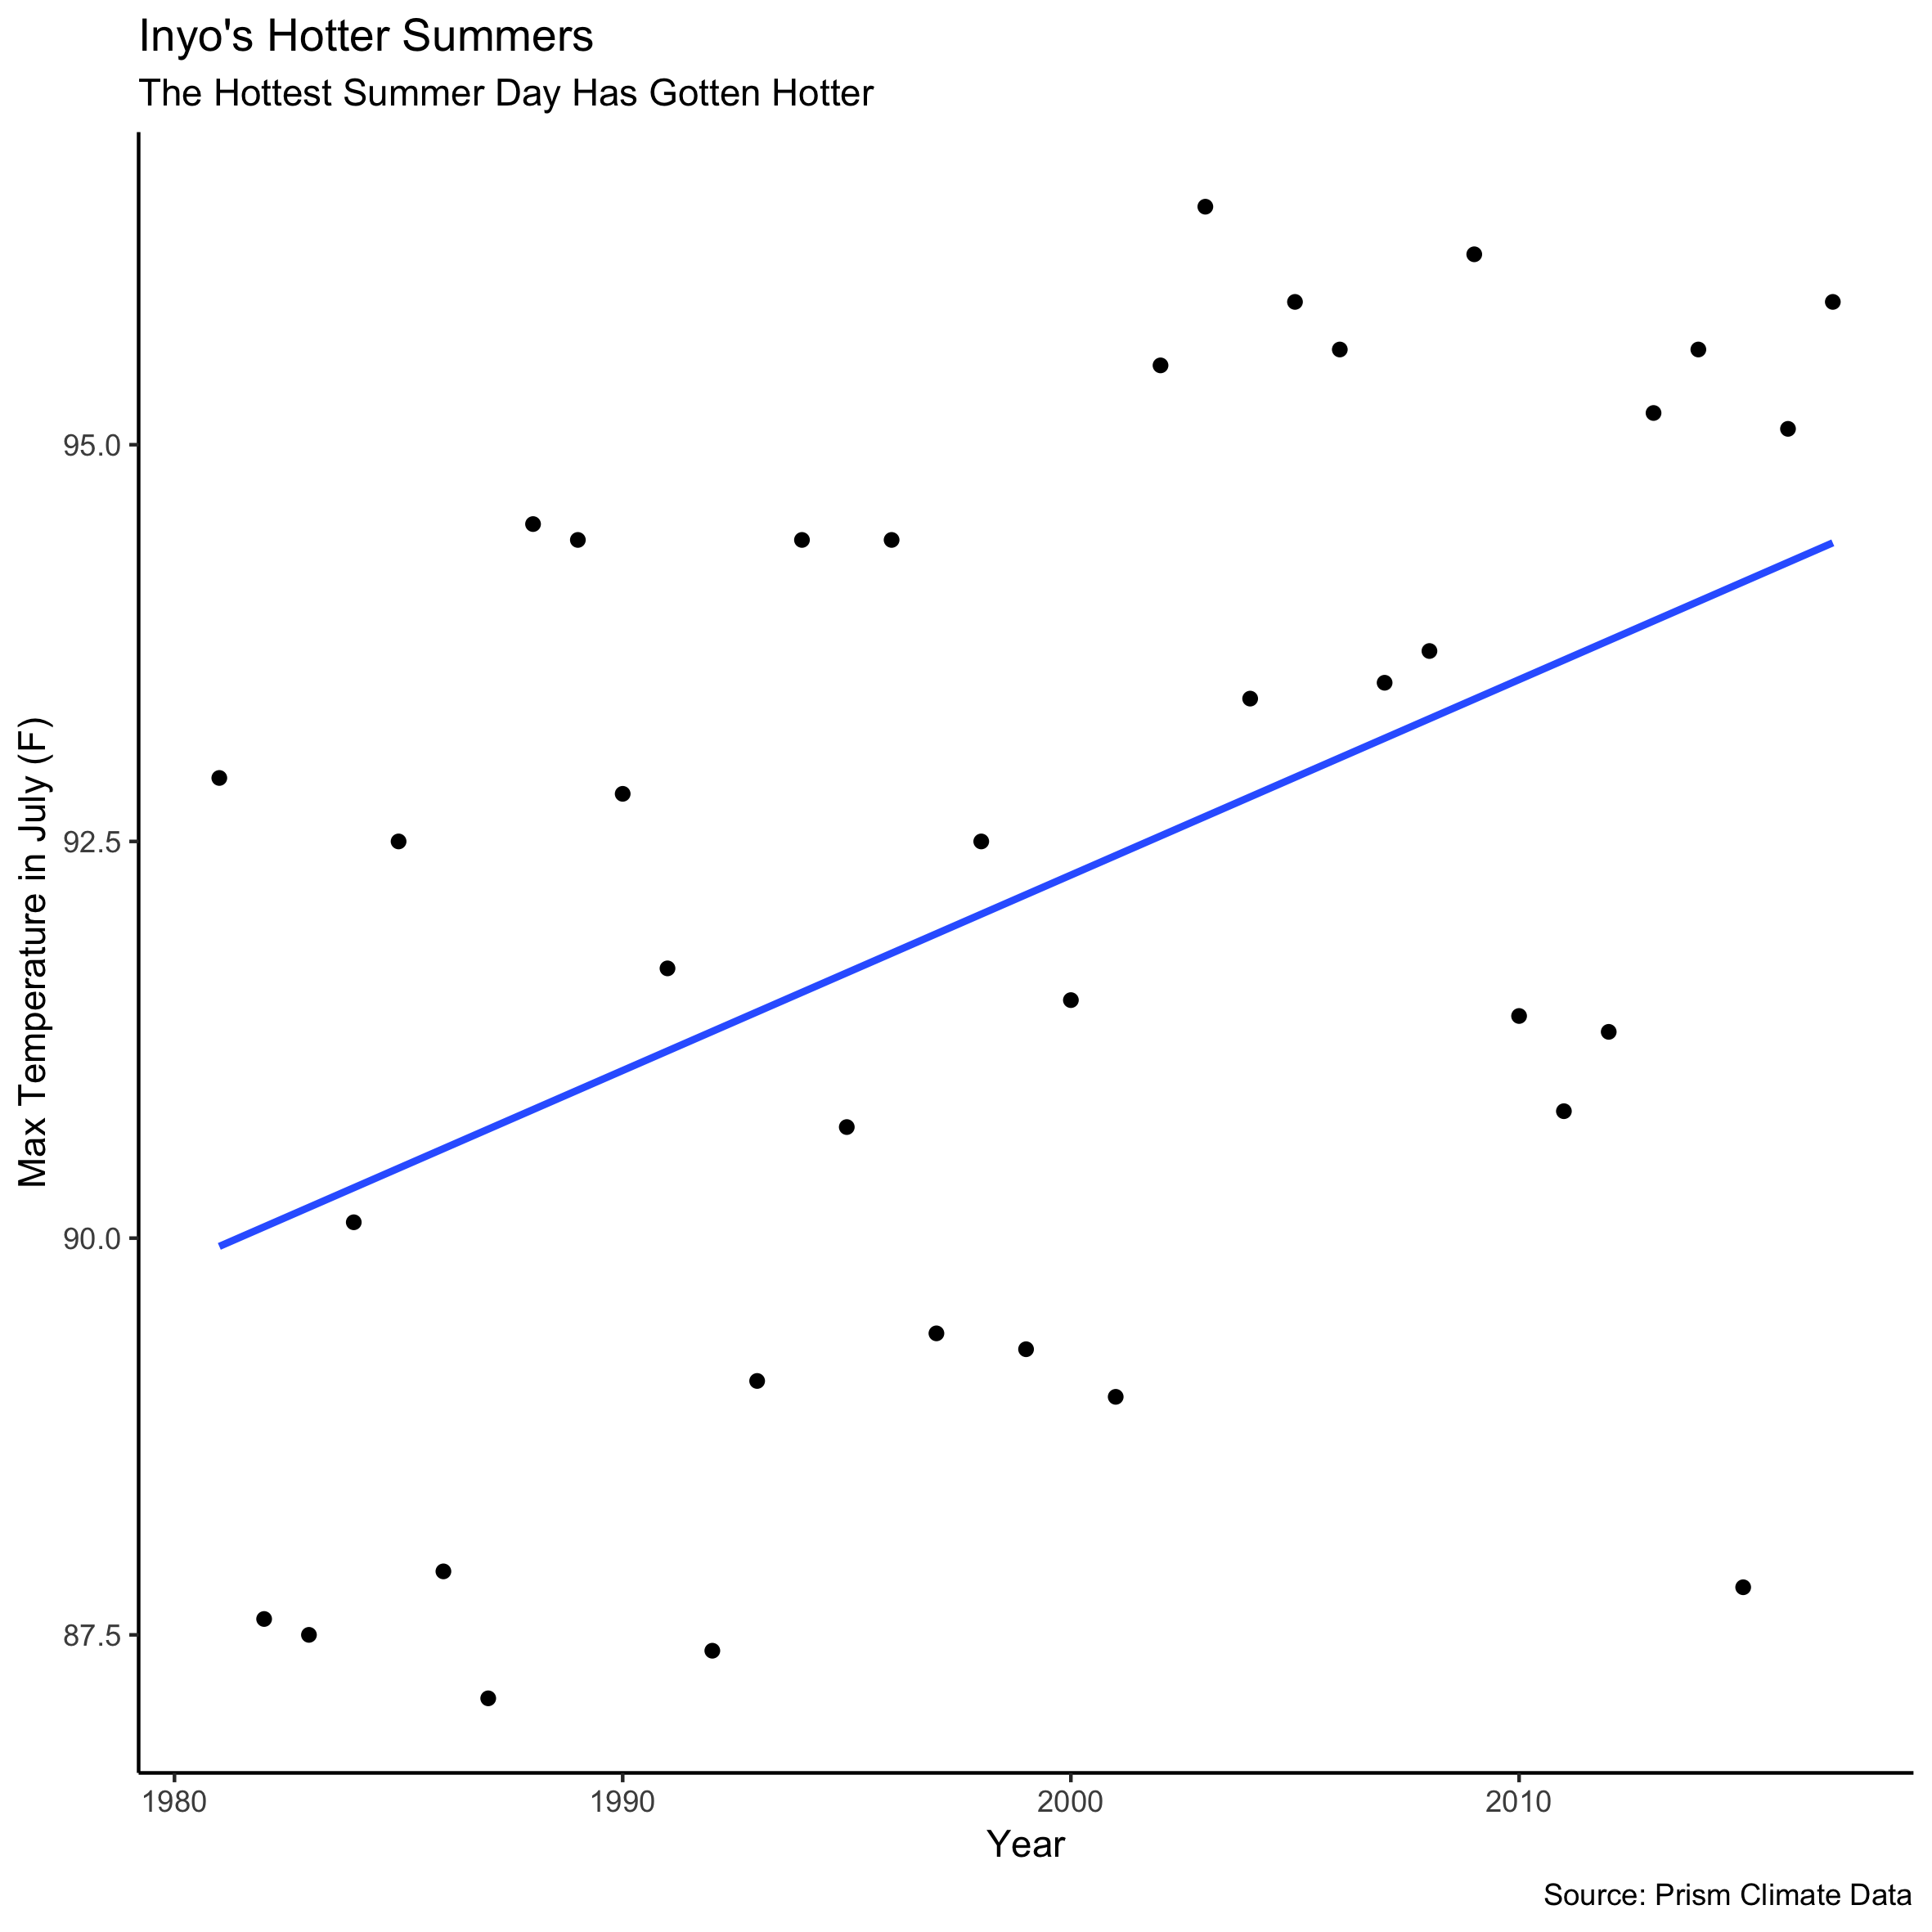 Inyo's Hotter Summers
The Hottest Summer Day Has Gotten Hotter
Max Temperature in July (F)
95.0
92.5
90.0
87.5
1980 1990 2000 2010
Year
Source: Prism Climate Data